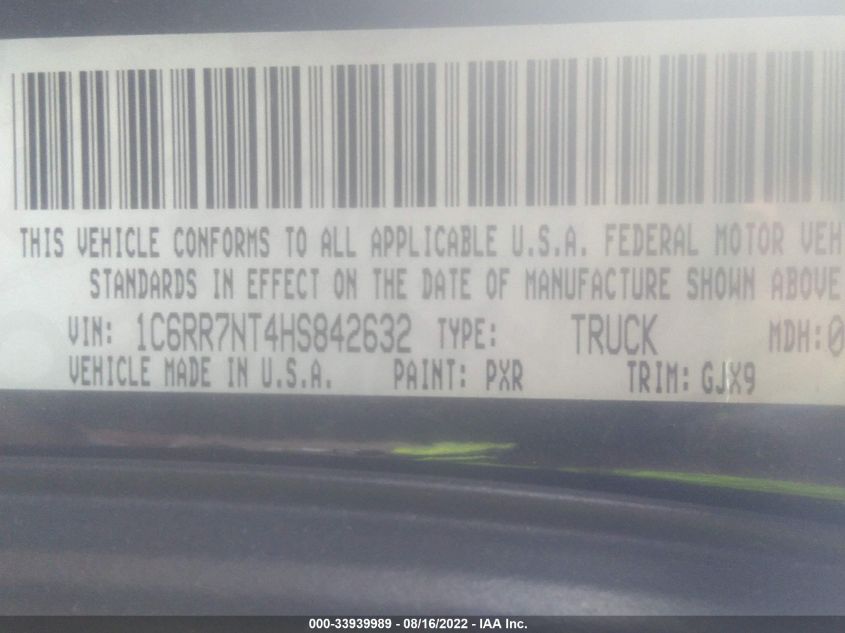 THIS VEHICLE CONFORMS TO ALL APPLICABLE U.S.A. FEDERAL MOTOR VEH
STANDARDS IN EFFECT ON THE DATE OF MANUFACTURE SHOWN ABOVE
VIN: 1C6RR7NT4HS842632 TYPE: TRUCK MDH:0
VEHICLE MADE IN U.S.A. PAINT: PXR TRIM: GJX9
000-33939989 - 08/16/2022 - IAA Inc.